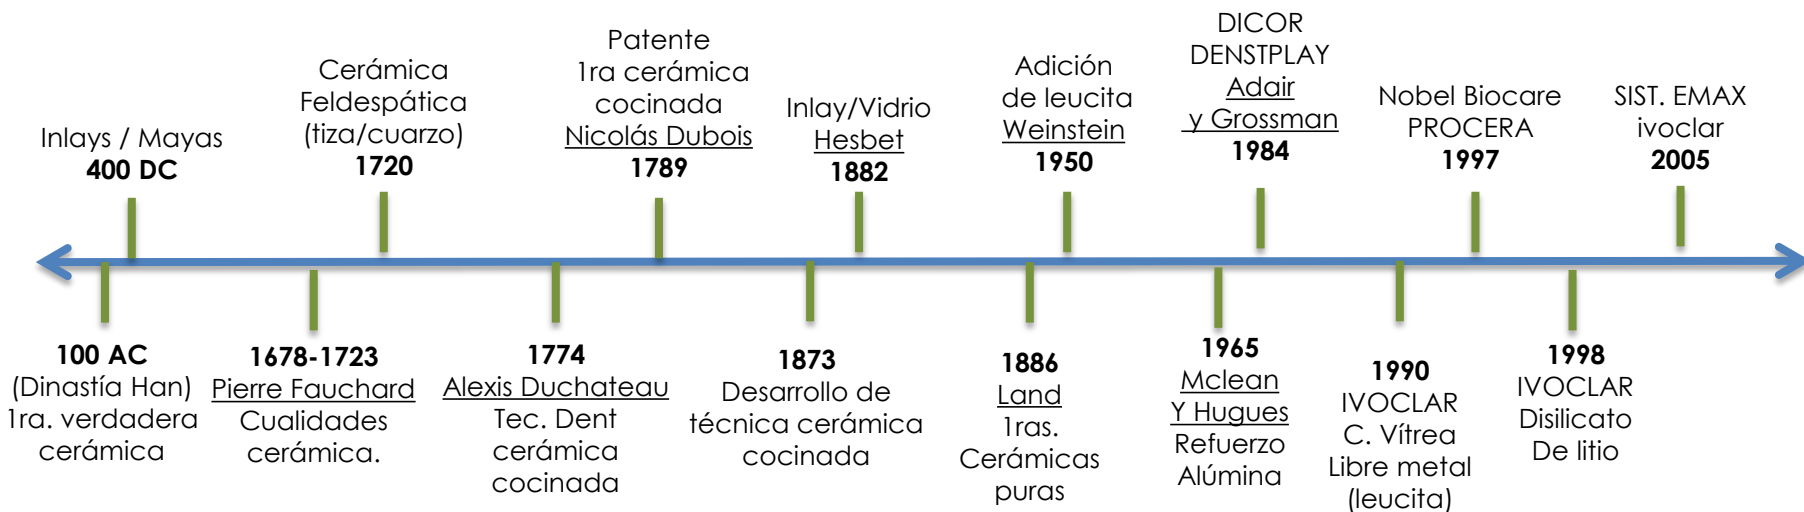 Inlays / Mayas
400 DC
Cerámica
Feldespática
(tiza/cuarzo)
1720
Patente
1ra cerámica
cocinada
Nicolás Dubois
1789
Inlay/Vidrio
Hesbet
1882
Adición
de leucita
Weinstein
1950
DICOR
DENSTPLAY
Adair
y Grossman
1984
Nobel Biocare
PROCERA
1997
SIST. EMAX
ivoclar
2005
100 AC
(Dinastía Han)
1ra. verdadera
cerámica
1678-1723
Pierre Fauchard
Cualidades
cerámica.
1774
Alexis Duchateau
Tec. Dent
cerámica
cocinada
1873
Desarrollo de
técnica cerámica
cocinada
1886
Land
1ras.
Cerámicas
puras
1965
Mclean
Y Hugues
Refuerzo
Alúmina
1990
IVOCLAR
C. Vítrea
Libre metal
(leucita)
1998
IVOCLAR
Disilicato
De litio